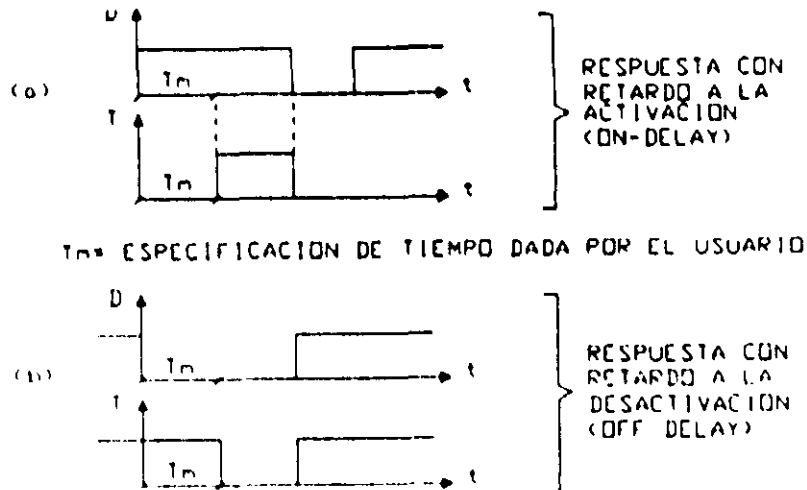 D
(a)
Tm
t
T
Tm
t
RESPUESTA CON
RETARDO A LA
ACTIVACION
(ON-DELAY)
Tm= ESPECIFICACION DE TIEMPO DADA POR EL USUARIO
D
(b)
Tm
t
T
Tm
t
RESPUESTA CON
RETARDO A LA
DESACTIVACION
(OFF DELAY)